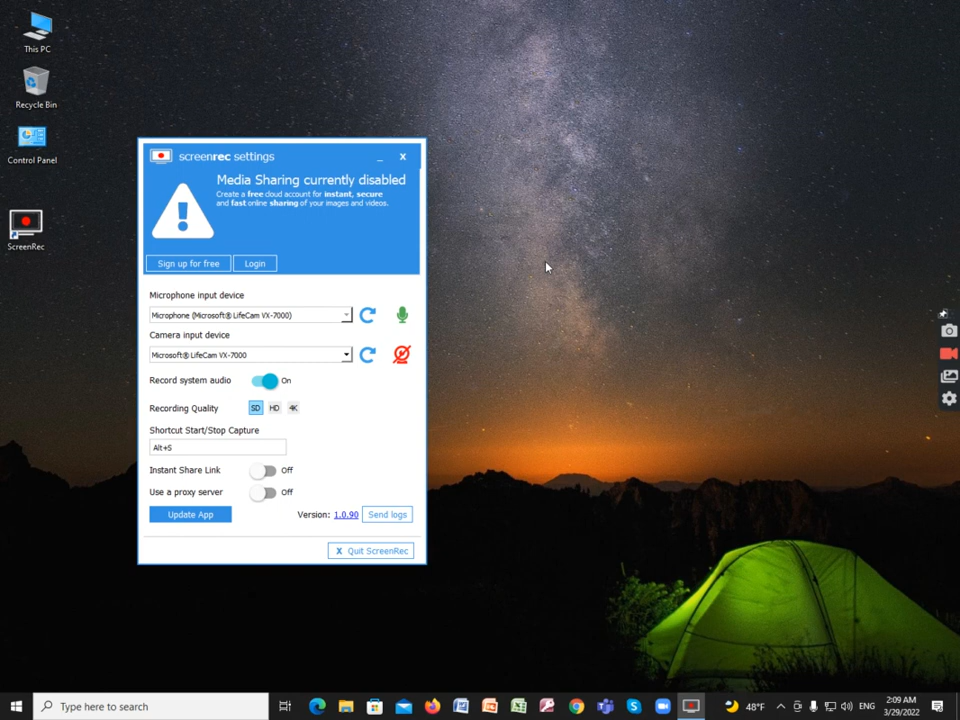 This PC
Recycle Bin
Control Panel
ScreenRec
screenrec settings
_ X
Media Sharing currently disabled
Create a free cloud account for instant, secure
and fast online sharing of your images and videos.
Sign up for free Login
Microphone input device
Microphone (Microsoft® LifeCam VX-7000)
Camera input device
Microsoft® LifeCam VX-7000
Record system audio On
Recording Quality SD HD 4K
Shortcut Start/Stop Capture
Alt+S
Instant Share Link Off
Use a proxy server Off
Update App Version: 1.0.90 Send logs
X Quit ScreenRec
Type here to search
48°F
ENG
2:09 AM
3/29/2022